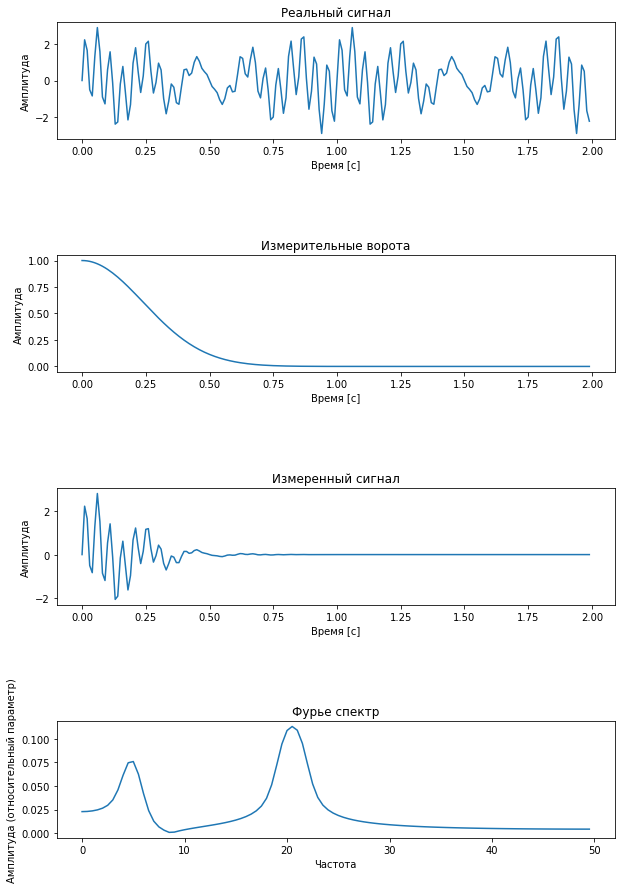 Реальный сигнал
Амплитуда
2
0
−2
0.00 0.25 0.50 0.75 1.00 1.25 1.50 1.75 2.00
Время [с]
Измерительные ворота
Амплитуда
1.00
0.75
0.50
0.25
0.00
0.00 0.25 0.50 0.75 1.00 1.25 1.50 1.75 2.00
Время [с]
Измеренный сигнал
Амплитуда
2
0
−2
0.00 0.25 0.50 0.75 1.00 1.25 1.50 1.75 2.00
Время [с]
Фурье спектр
Амплитуда (относительный параметр)
0.100
0.075
0.050
0.025
0.000
0 10 20 30 40 50
Частота